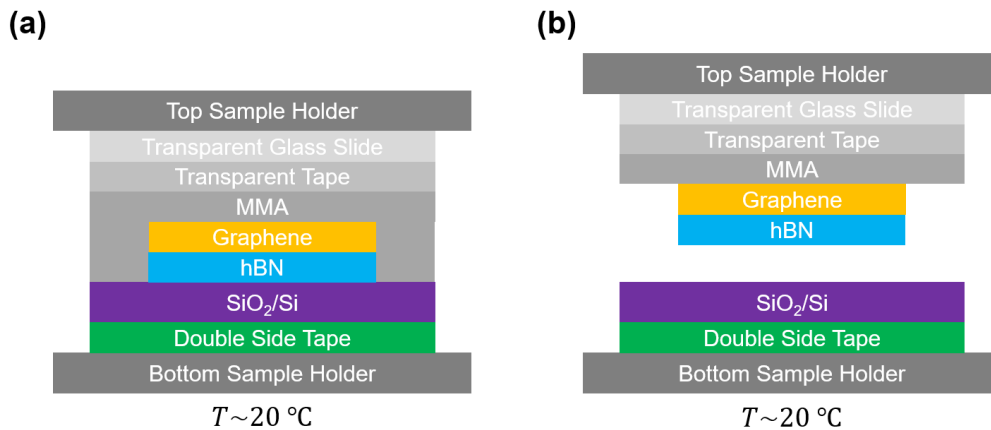 (a)
Top Sample Holder
Transparent Glass Slide
Transparent Tape
MMA
Graphene
hBN
SiO₂/Si
Double Side Tape
Bottom Sample Holder
T~20 ℃
(b)
Top Sample Holder
Transparent Glass Slide
Transparent Tape
MMA
Graphene
hBN
SiO₂/Si
Double Side Tape
Bottom Sample Holder
T~20 ℃